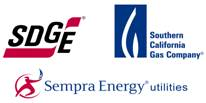 SDGE
Southern
California
Gas Company®
Sempra Energy® utilities